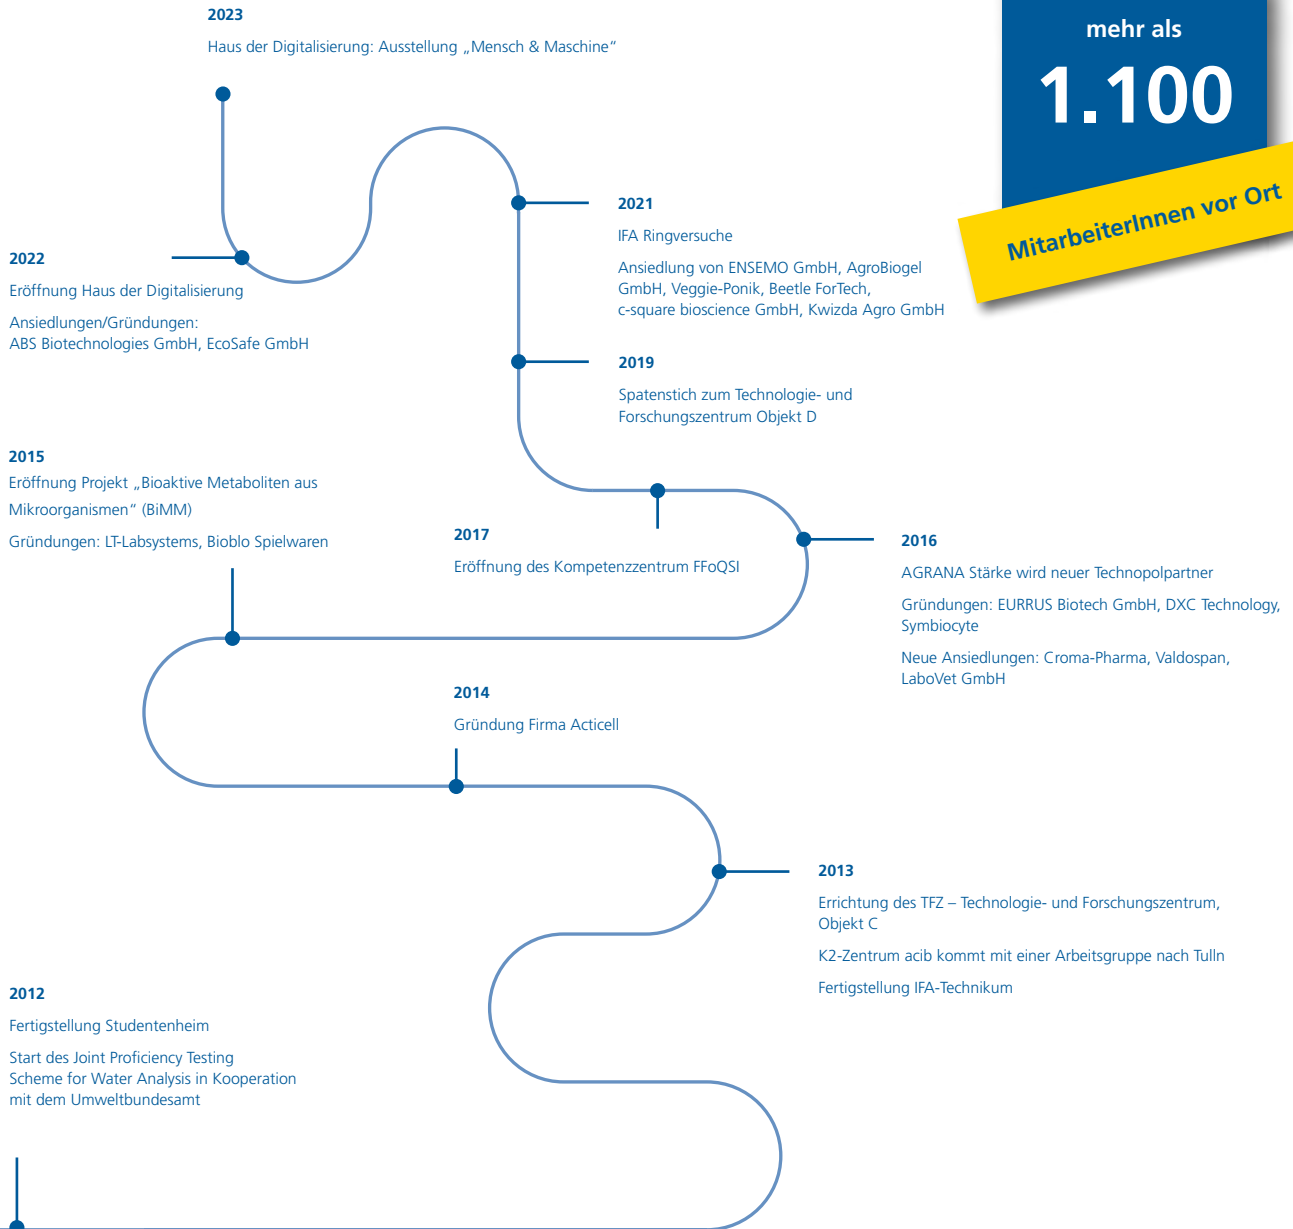 2023
Haus der Digitalisierung: Ausstellung „Mensch & Maschine“
mehr als
1.100
MitarbeiterInnen vor Ort
2021
IFA Ringversuche
Ansiedlung von ENSEMO GmbH, AgroBiogel
GmbH, Veggie-Ponik, Beetle ForTech,
c-square bioscience GmbH, Kwizda Agro GmbH
2022
Eröffnung Haus der Digitalisierung
Ansiedlungen/Gründungen:
ABS Biotechnologies GmbH, EcoSafe GmbH
2019
Spatenstich zum Technologie- und
Forschungszentrum Objekt D
2015
Eröffnung Projekt „Bioaktive Metaboliten aus
Mikroorganismen“ (BiMM)
Gründungen: LT-Labsystems, Bioblo Spielwaren
2017
Eröffnung des Kompetenzzentrum FFoQSI
2016
AGRANA Stärke wird neuer Technopolpartner
Gründungen: EURRUS Biotech GmbH, DXC Technology,
Symbiocyte
Neue Ansiedlungen: Croma-Pharma, Valdospan,
LaboVet GmbH
2014
Gründung Firma Acticell
2013
Errichtung des TFZ – Technologie- und Forschungszentrum,
Objekt C
K2-Zentrum acib kommt mit einer Arbeitsgruppe nach Tulln
Fertigstellung IFA-Technikum
2012
Fertigstellung Studentenheim
Start des Joint Proficiency Testing
Scheme for Water Analysis in Kooperation
mit dem Umweltbundesamt